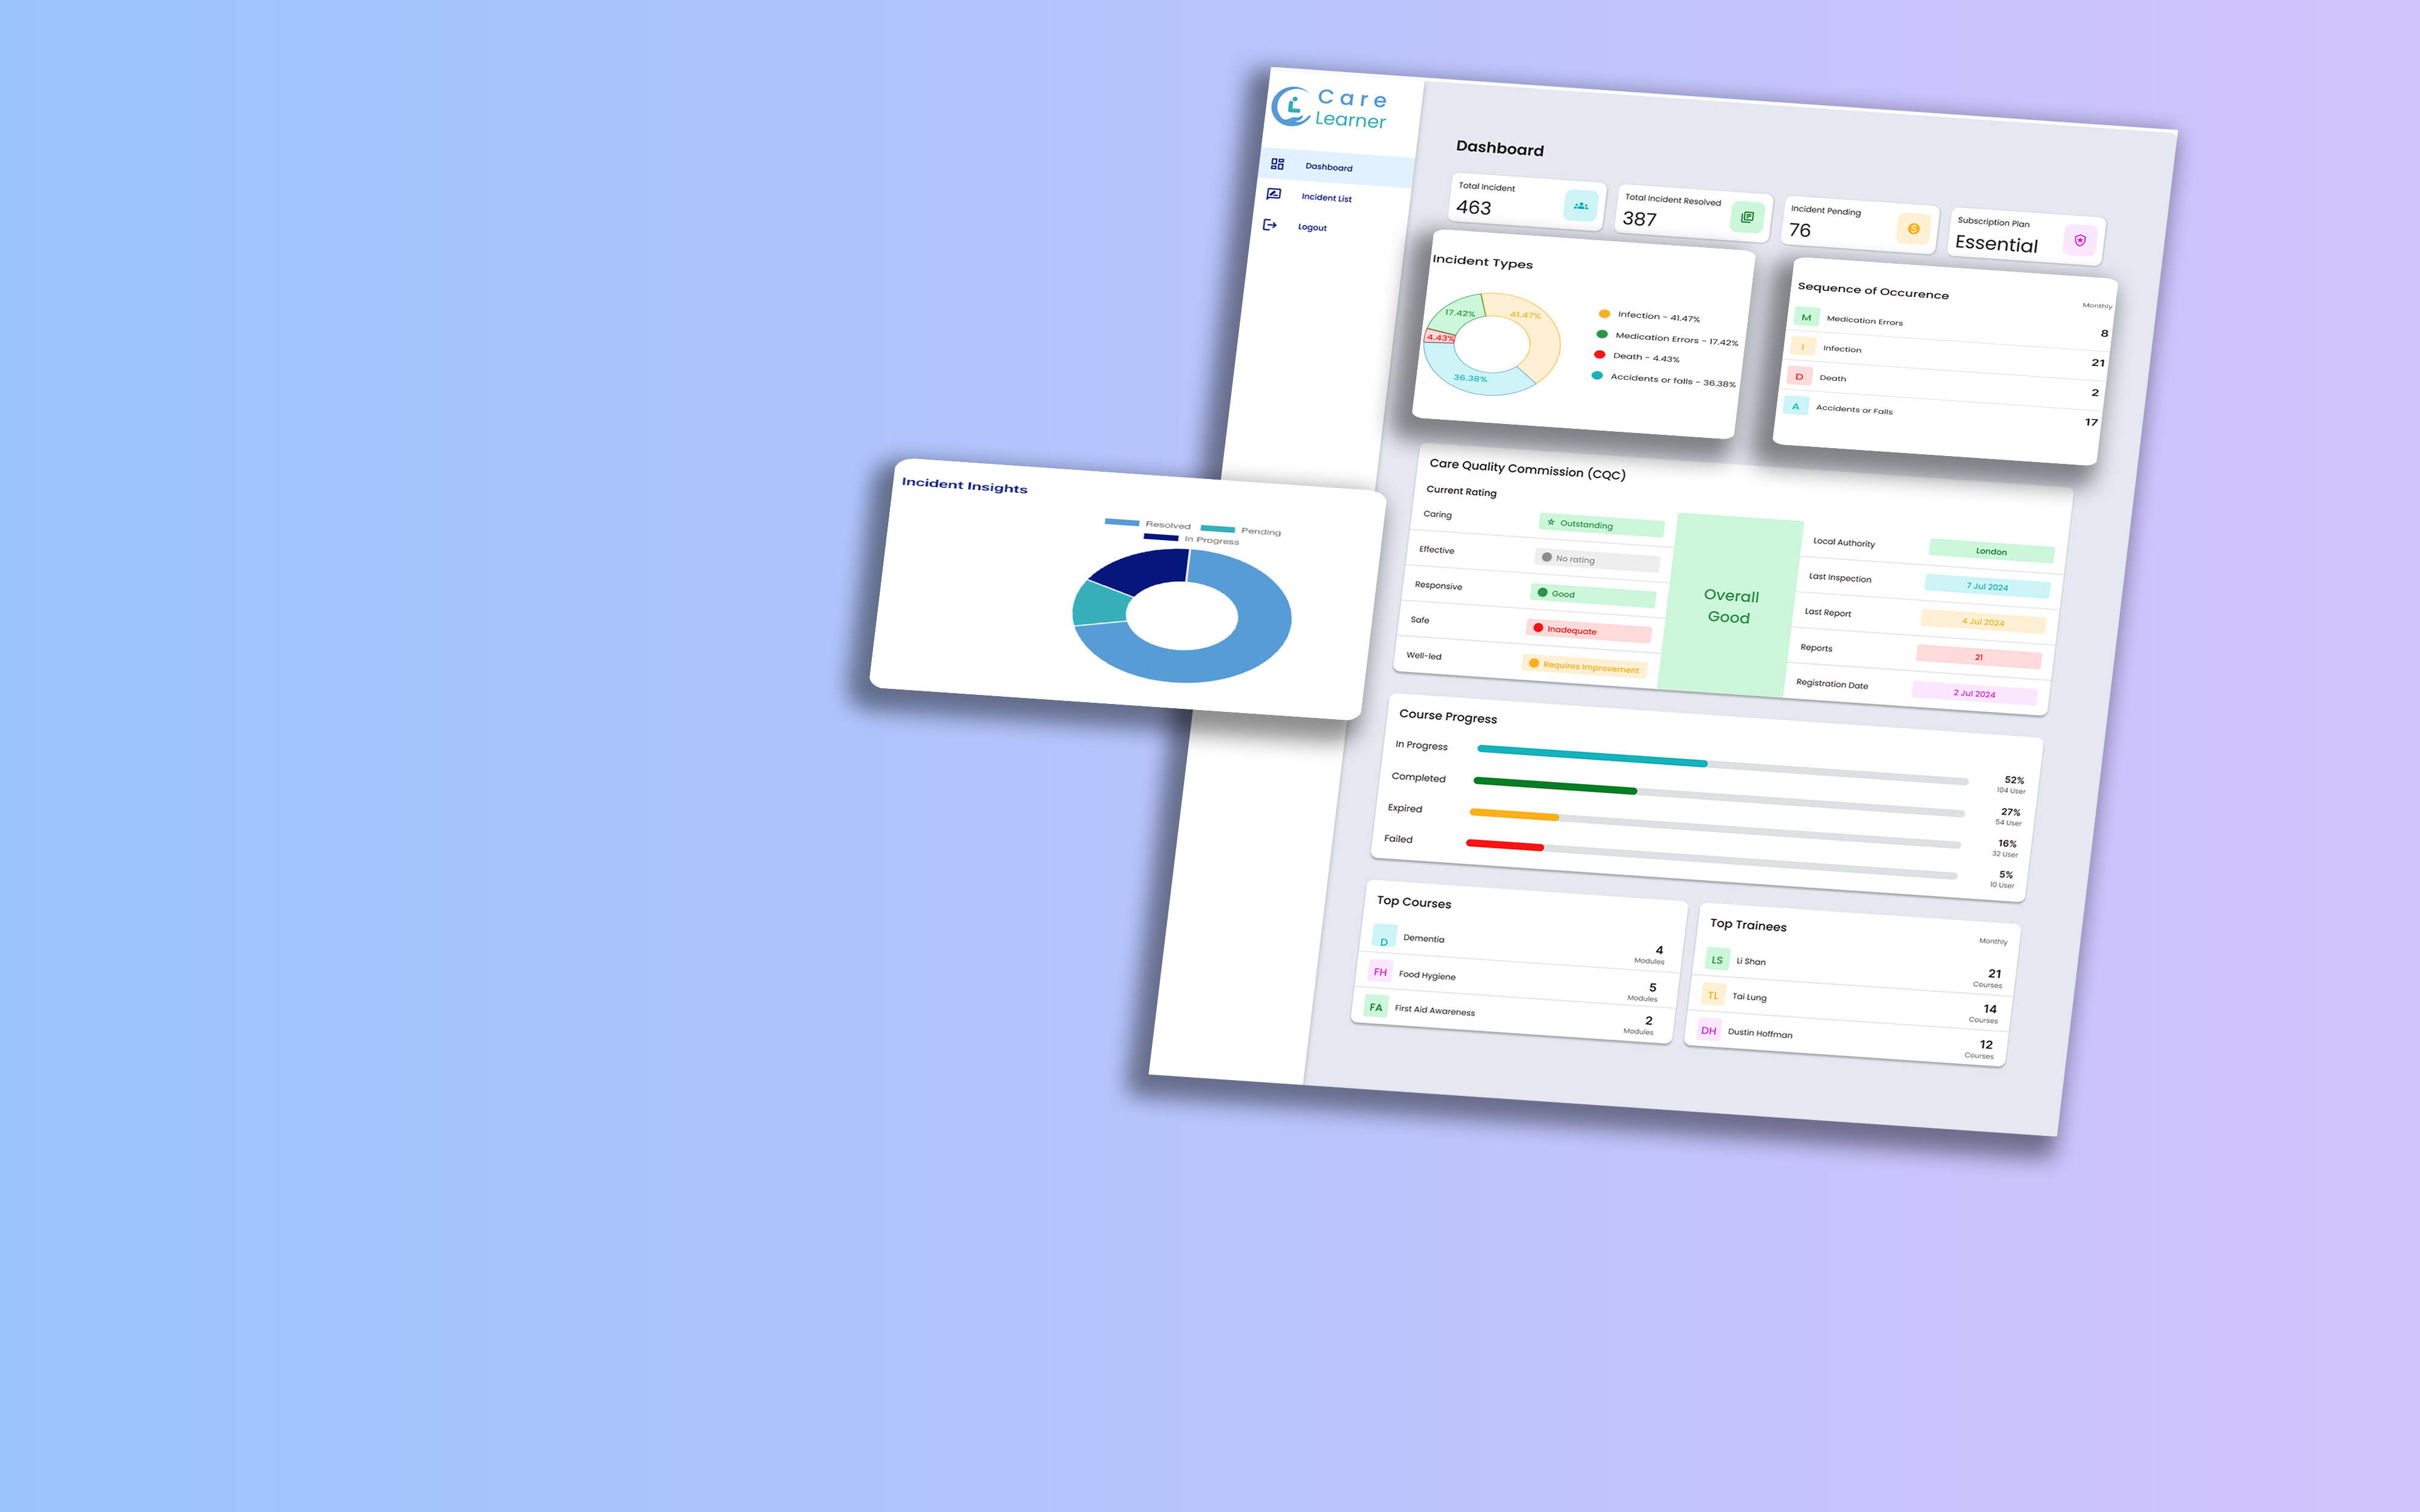 Care
Learner
Dashboard
Incident List
Logout
Dashboard
Total Incident
463
Total Incident Resolved
387
Incident Pending
76
Subscription Plan
Essential
Incident Types
17.42%
41.47%
4.43%
36.38%
Infection - 41.47%
Medication Errors - 17.42%
Death - 4.43%
Accidents or falls - 36.38%
Sequence of Occurence
Monthly
M Medication Errors 8
I Infection 21
D Death 2
A Accidents or Falls 17
Incident Insights
Resolved Pending
In Progress
Care Quality Commission (CQC)
Current Rating
Caring Outstanding
Effective No rating
Responsive Good
Safe Inadequate
Well-led Requires Improvement
Overall
Good
Local Authority London
Last Inspection 7 Jul 2024
Last Report 4 Jul 2024
Reports 21
Registration Date 2 Jul 2024
Course Progress
In Progress 52%
104 User
Completed 27%
54 User
Expired 16%
32 User
Failed 5%
10 User
Top Courses
D Dementia 4
Modules
FH Food Hygiene 5
Modules
FA First Aid Awareness 2
Modules
Top Trainees
Monthly
LS Li Shan 21
Courses
TL Tai Lung 14
Courses
DH Dustin Hoffman 12
Courses